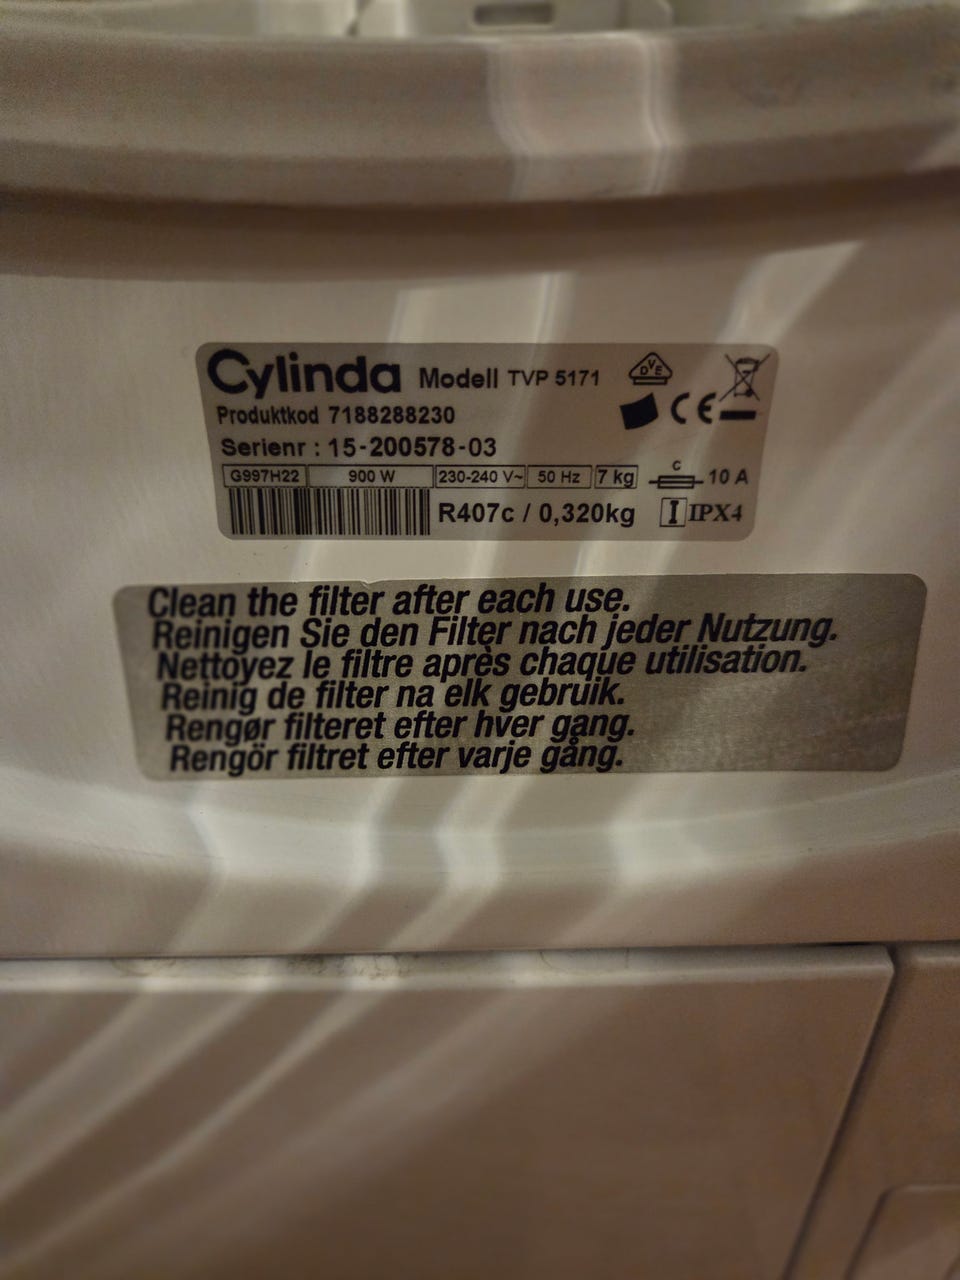 Cylinda Modell TVP 5171
DVE
Produktkod 7188288230
CE
Serienr : 15-200578-03
G997H22 900 W 230-240 V~ 50 Hz 7 kg C 10 A
R407c / 0,320kg I IPX4
Clean the filter after each use.
Reinigen Sie den Filter nach jeder Nutzung.
Nettoyez le filtre après chaque utilisation.
Reinig de filter na elk gebruik.
Rengør filteret efter hver gang.
Rengör filtret efter varje gång.